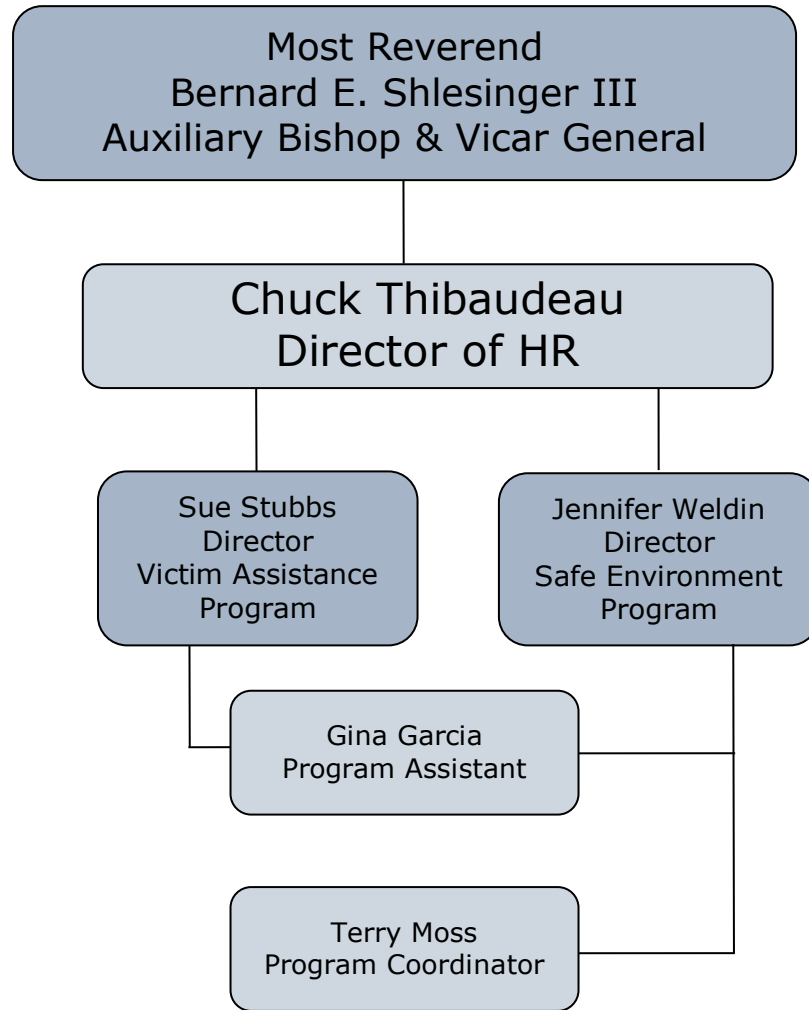 Most Reverend
Bernard E. Shlesinger III
Auxiliary Bishop & Vicar General
Chuck Thibaudeau
Director of HR
Sue Stubbs
Director
Victim Assistance
Program
Jennifer Weldin
Director
Safe Environment
Program
Gina Garcia
Program Assistant
Terry Moss
Program Coordinator